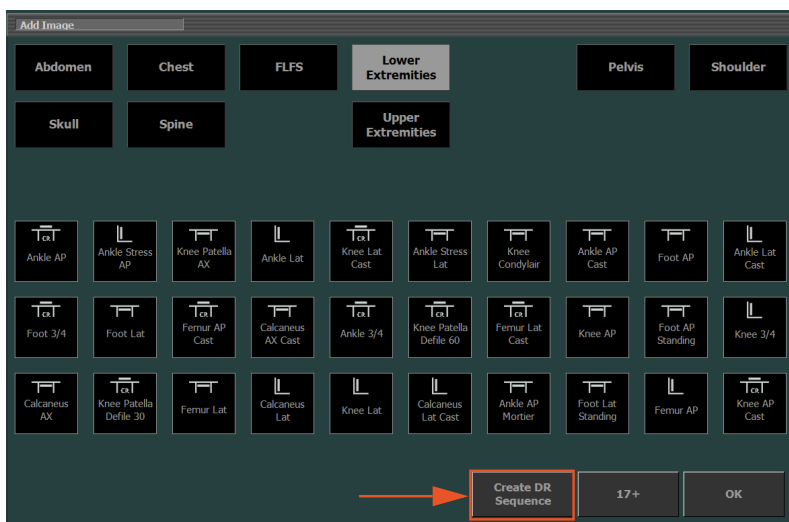 Add Image
Abdomen
Chest
FLFS
Lower
Extremities
Pelvis
Shoulder
Skull
Spine
Upper
Extremities
CR
Ankle AP
Ankle Stress
AP
Knee Patella
AX
Ankle Lat
CR
Knee Lat
Cast
Ankle Stress
Lat
Knee
Condylair
Ankle AP
Cast
Foot AP
Ankle Lat
Cast
CR
Foot 3/4
Foot Lat
CR
Femur AP
Cast
Calcaneus
AX Cast
CR
Ankle 3/4
CR
Knee Patella
Defile 60
CR
Femur Lat
Cast
Knee AP
Foot AP
Standing
Knee 3/4
Calcaneus
AX
CR
Knee Patella
Defile 30
Femur Lat
Calcaneus
Lat
Knee Lat
Calcaneus
Lat Cast
Ankle AP
Mortier
Foot Lat
Standing
Femur AP
CR
Knee AP
Cast
Create DR
Sequence
17+
OK